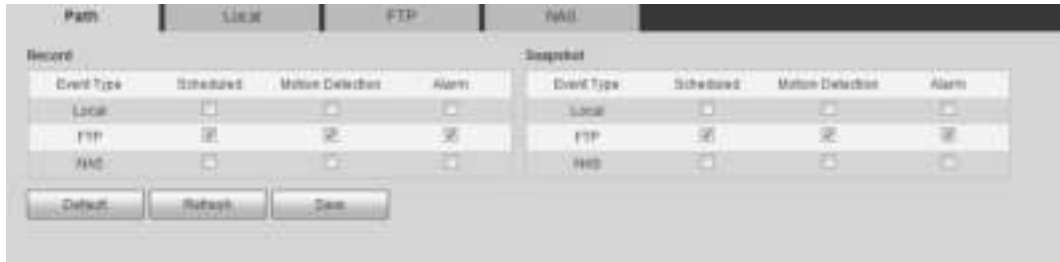 Path Local FTP NAS
Record Snapshot
Event Type Scheduled Motion Detection Alarm Event Type Scheduled Motion Detection Alarm
Local Local
FTP FTP
NAS NAS
Default Refresh Save